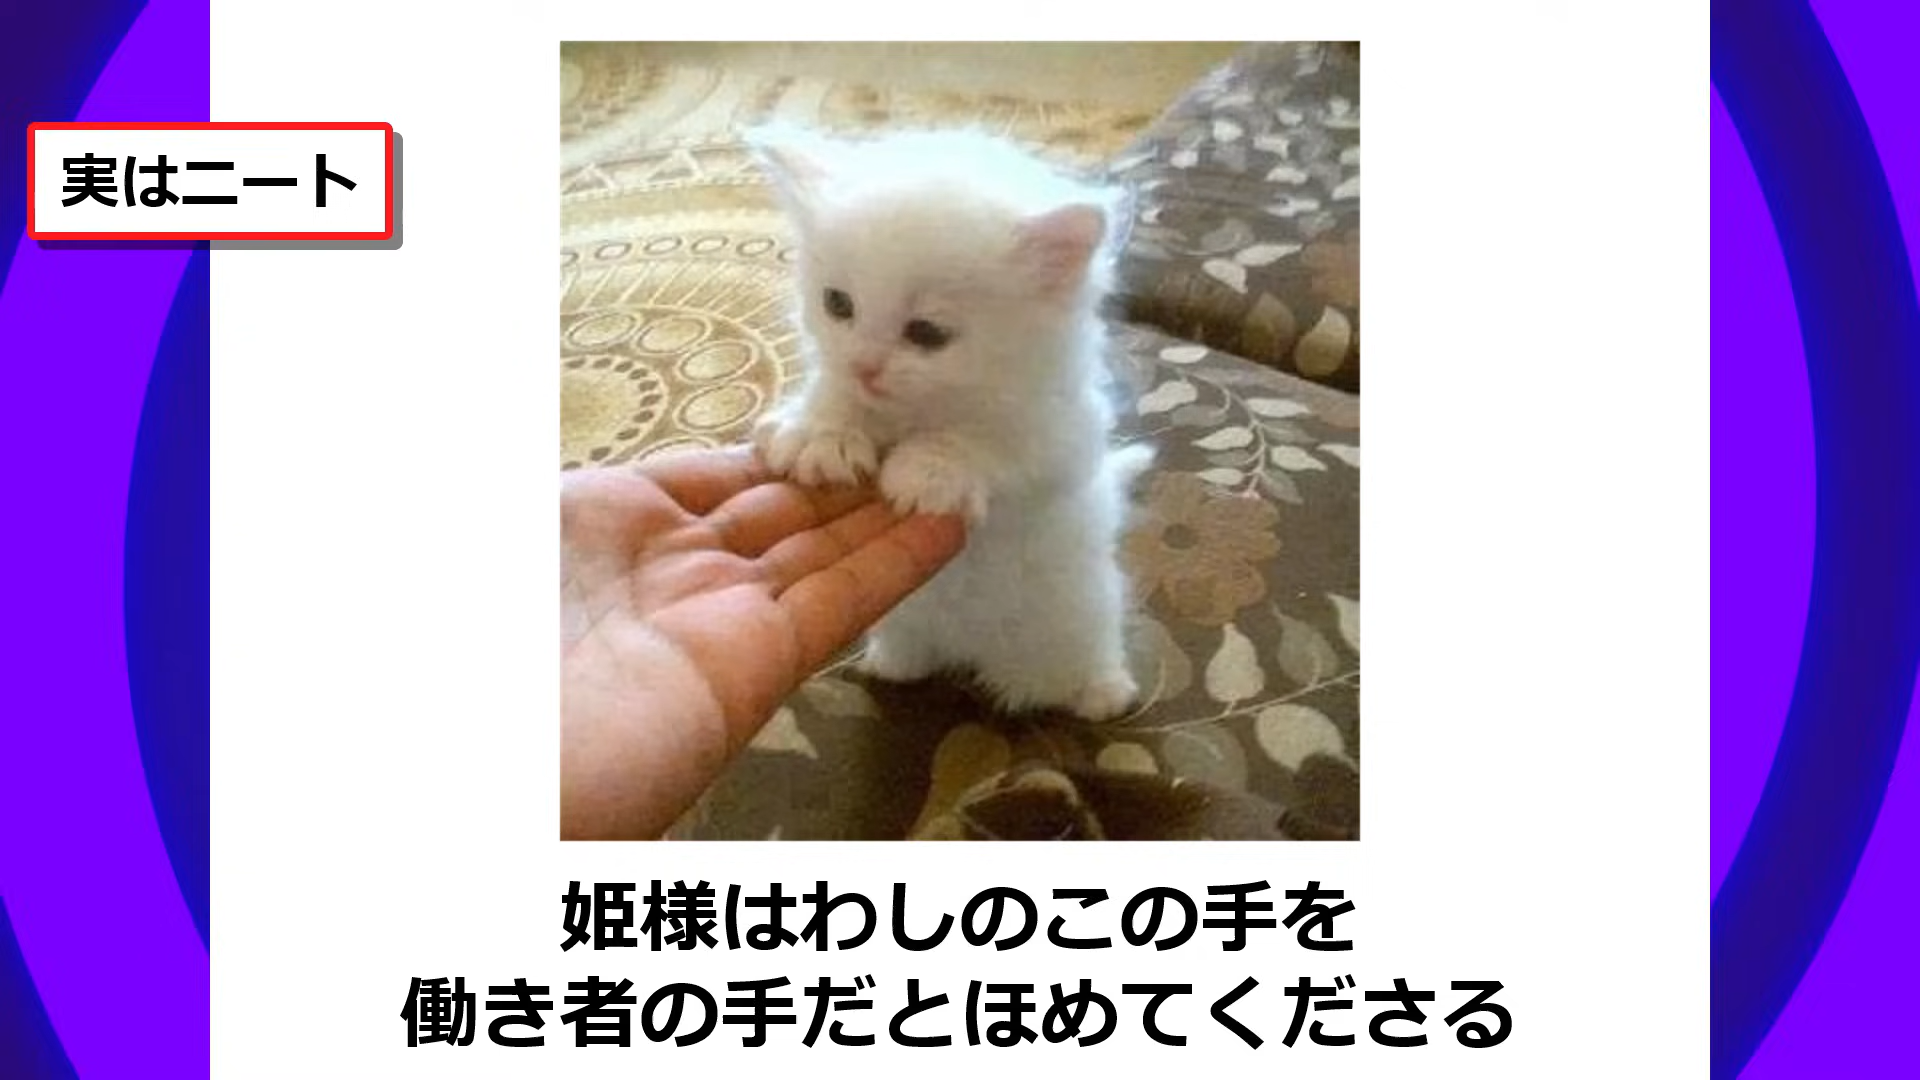 実はニート
姫様はわしのこの手を
働き者の手だとほめてくださる